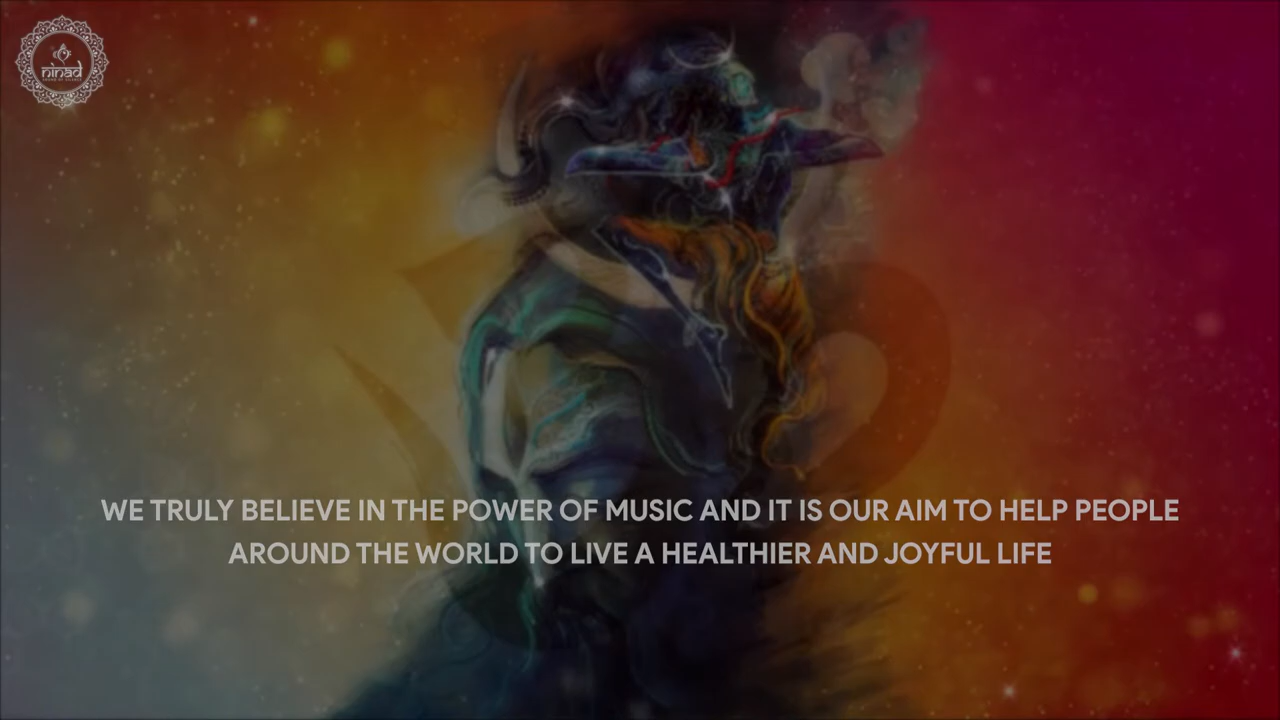 ninad
WE TRULY BELIEVE IN THE POWER OF MUSIC AND IT IS OUR AIM TO HELP PEOPLE
AROUND THE WORLD TO LIVE A HEALTHIER AND JOYFUL LIFE